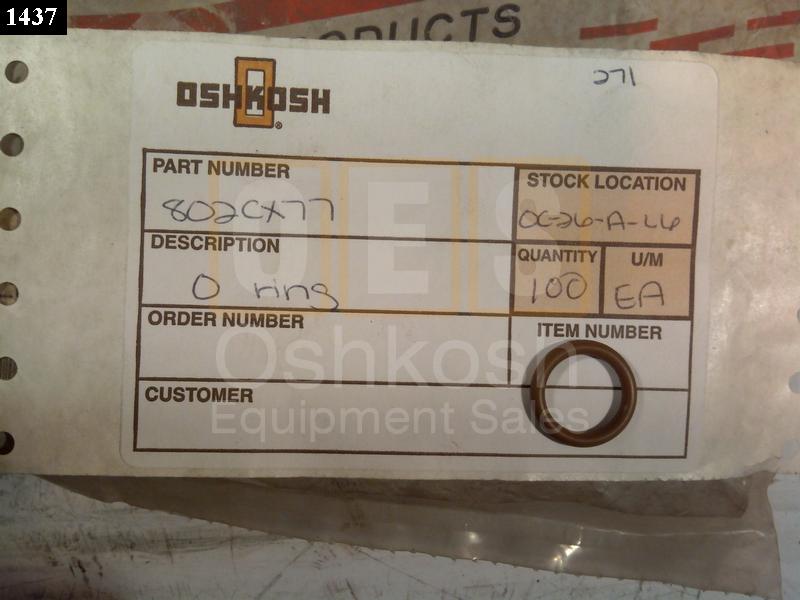 1437
PRODUCTS
271
OSHKOSH
®
PART NUMBER
802CX77
STOCK LOCATION
OC-26-A-L6
DESCRIPTION
O ring
QUANTITY
100
U/M
EA
ORDER NUMBER
ITEM NUMBER
CUSTOMER
OES
Oshkosh
Equipment Sales